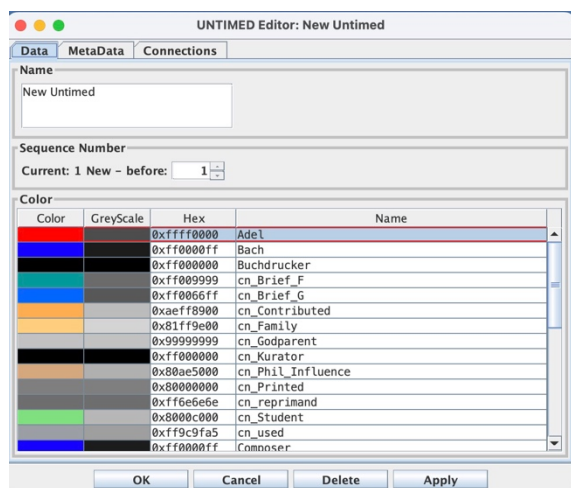 UNTIMED Editor: New Untimed
Data MetaData Connections
Name
New Untimed
Sequence Number
Current: 1 New - before: 1
Color
Color GreyScale Hex Name
0xffff0000 Adel
0xff0000ff Bach
0xff000000 Buchdrucker
0xff009999 cn_Brief_F
0xff0066ff cn_Brief_G
0xaeff8900 cn_Contributed
0x81ff9e00 cn_Family
0x99999999 cn_Godparent
0xff000000 cn_Kurator
0x80ae5000 cn_Phil_Influence
0x80000000 cn_Printed
0xff6e6e6e cn_reprimand
0x8000c000 cn_Student
0xff9c9fa5 cn_used
0xff0000ff Composer
OK Cancel Delete Apply